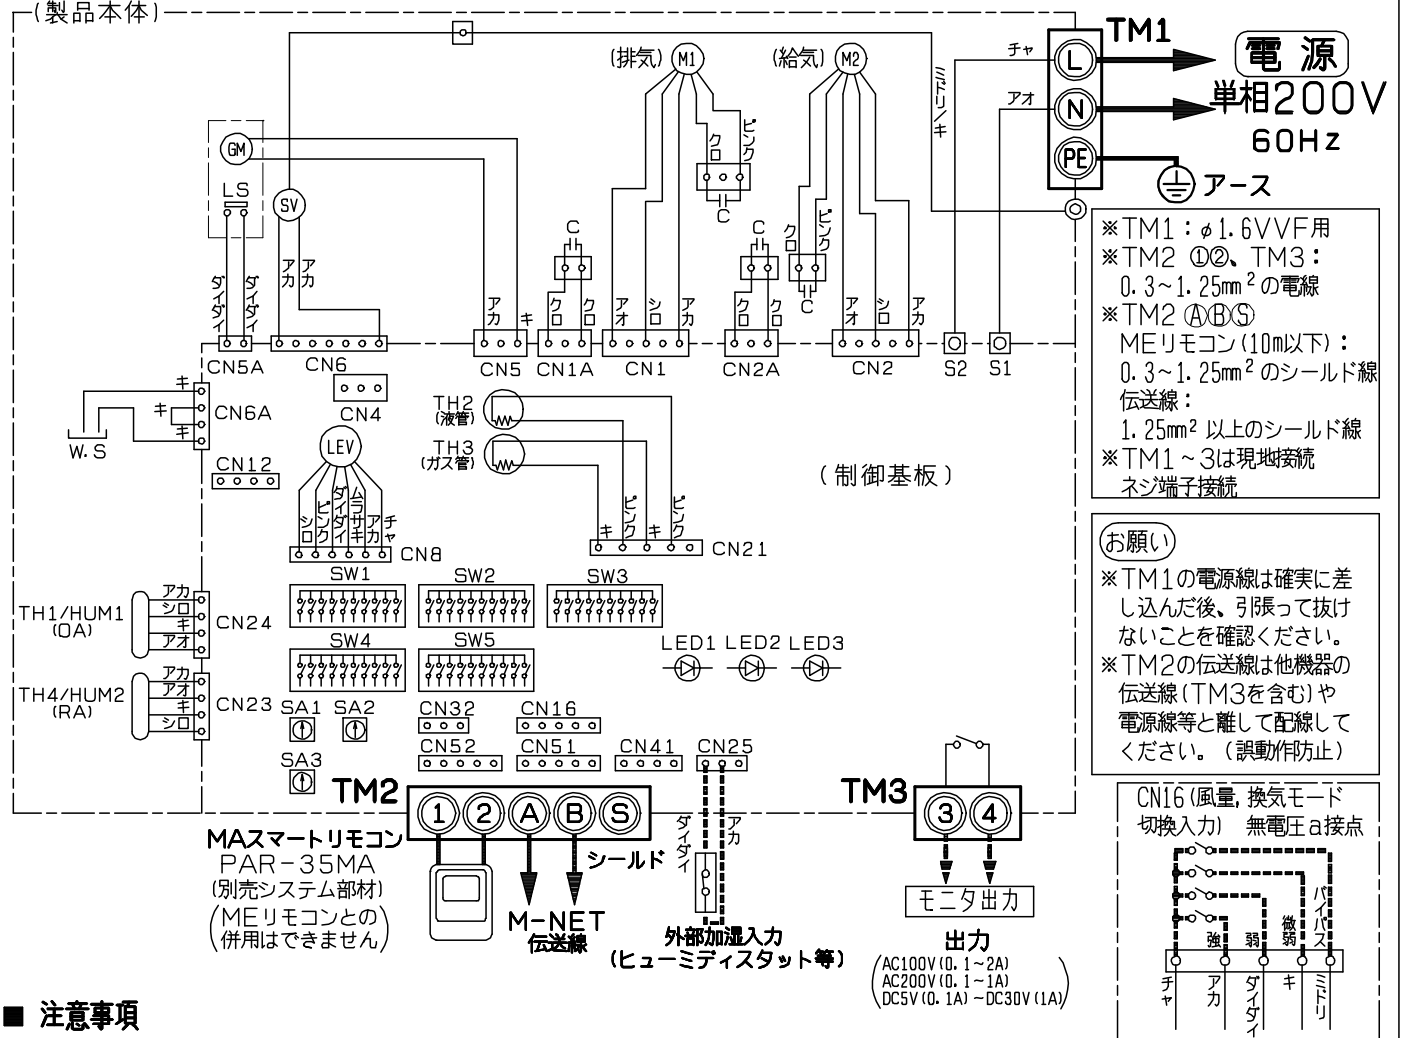 (製品本体)
TM1
L
N
PE
電源
単相200V
60Hz
アース
チャ
アオ
ミドリ/キ
(排気)
M1
(給気)
M2
クロ
ピンク
C
GM
LS
SV
ダイダイ
ダイダイ
アカ
アカ
C
アカ
キ
クロ
クロ
アオ
シロ
アカ
C
クロ
クロ
クロ
ピンク
C
アオ
シロ
アカ
CN5A
CN6
CN5
CN1A
CN1
CN2A
CN2
S2
S1
※TM1:φ1.6VVF用
※TM2 ①②、TM3:
0.3~1.25mm²の電線
※TM2 ⒶⒷⓈ
MEリモコン(10m以下):
0.3~1.25mm²のシールド線
伝送線:
1.25mm²以上のシールド線
※TM1~3は現地接続
ネジ端子接続
キ
キ
キ
CN6A
W.S
CN4
CN12
LEV
シロ
ピンク
ダイダイ
ムラサキ
アカ
チャ
CN8
TH2
(液管)
TH3
(ガス管)
キ
ピンク
キ
ピンク
CN21
(制御基板)
お願い
※TM1の電源線は確実に差
し込んだ後、引張って抜け
ないことを確認ください。
※TM2の伝送線は他機器の
伝送線(TM3を含む)や
電源線等と離して配線して
ください。(誤動作防止)
SW1
SW2
SW3
SW4
SW5
TH1/HUM1
(OA)
アカ
シロ
キ
アオ
CN24
TH4/HUM2
(RA)
アカ
アオ
キ
シロ
CN23
LED1
LED2
LED3
SA1
SA2
SA3
CN32
CN16
CN52
CN51
CN41
CN25
TM2
1
2
A
B
S
TM3
3
4
MAスマートリモコン
PAR-35MA
(別売システム部材)
(MEリモコンとの
併用はできません)
シールド
M-NET
伝送線
ダイダイ
アカ
外部加湿入力
(ヒューミディスタット等)
モニタ出力
出力
(AC100V(0.1~2A)
AC200V(0.1~1A)
DC5V(0.1A)~DC30V(1A))
CN16(風量,換気モード
切換入力) 無電圧a接点
強
弱
微弱
バイパス
チャ
アカ
ダイダイ
キ
ミドリ
■ 注意事項